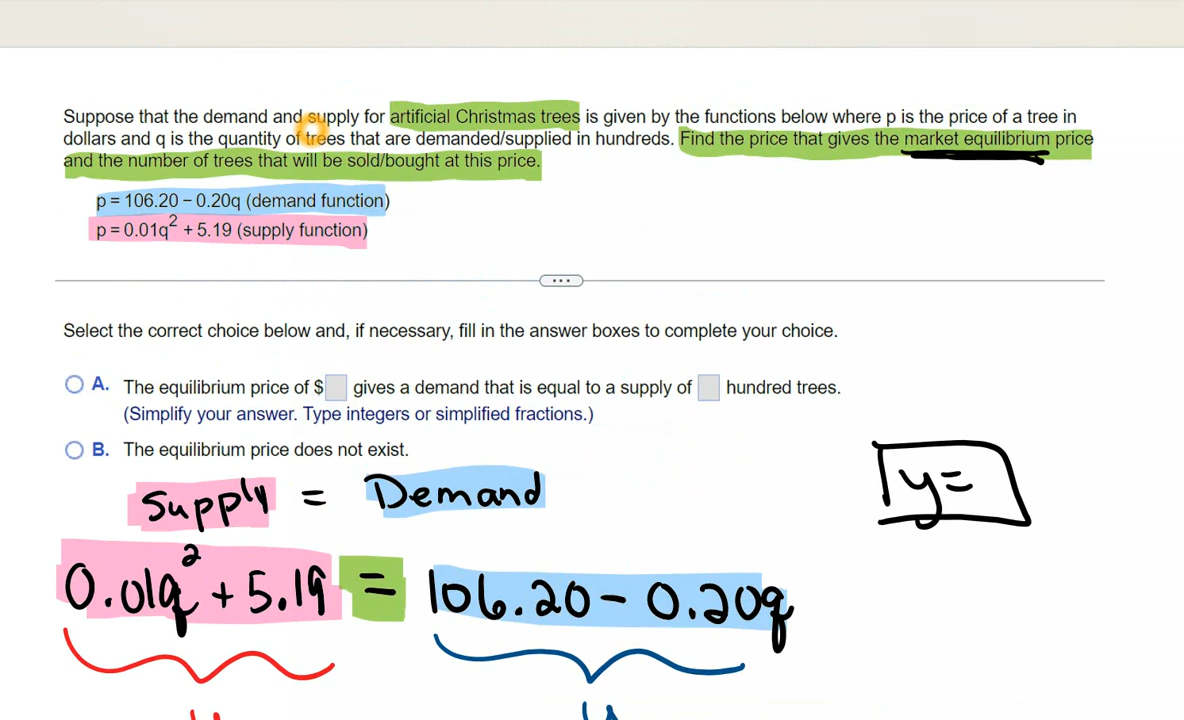 Suppose that the demand and supply for artificial Christmas trees is given by the functions below where p is the price of a tree in
dollars and q is the quantity of trees that are demanded/supplied in hundreds. Find the price that gives the market equilibrium price
and the number of trees that will be sold/bought at this price.
p = 106.20 − 0.20q (demand function)
p = 0.01q² + 5.19 (supply function)
Select the correct choice below and, if necessary, fill in the answer boxes to complete your choice.
A. The equilibrium price of $ gives a demand that is equal to a supply of hundred trees.
(Simplify your answer. Type integers or simplified fractions.)
B. The equilibrium price does not exist.
Supply = Demand
y=
0.01q² + 5.19 = 106.20 − 0.20q